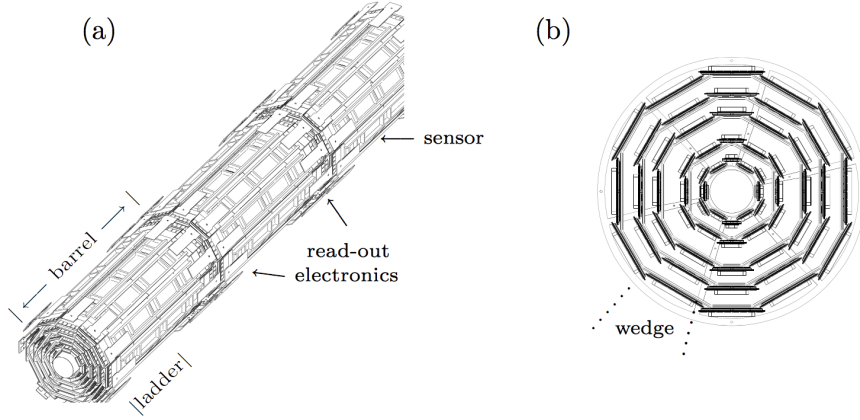 (a)
(b)
sensor
barrel
read-out
electronics
|ladder|
wedge